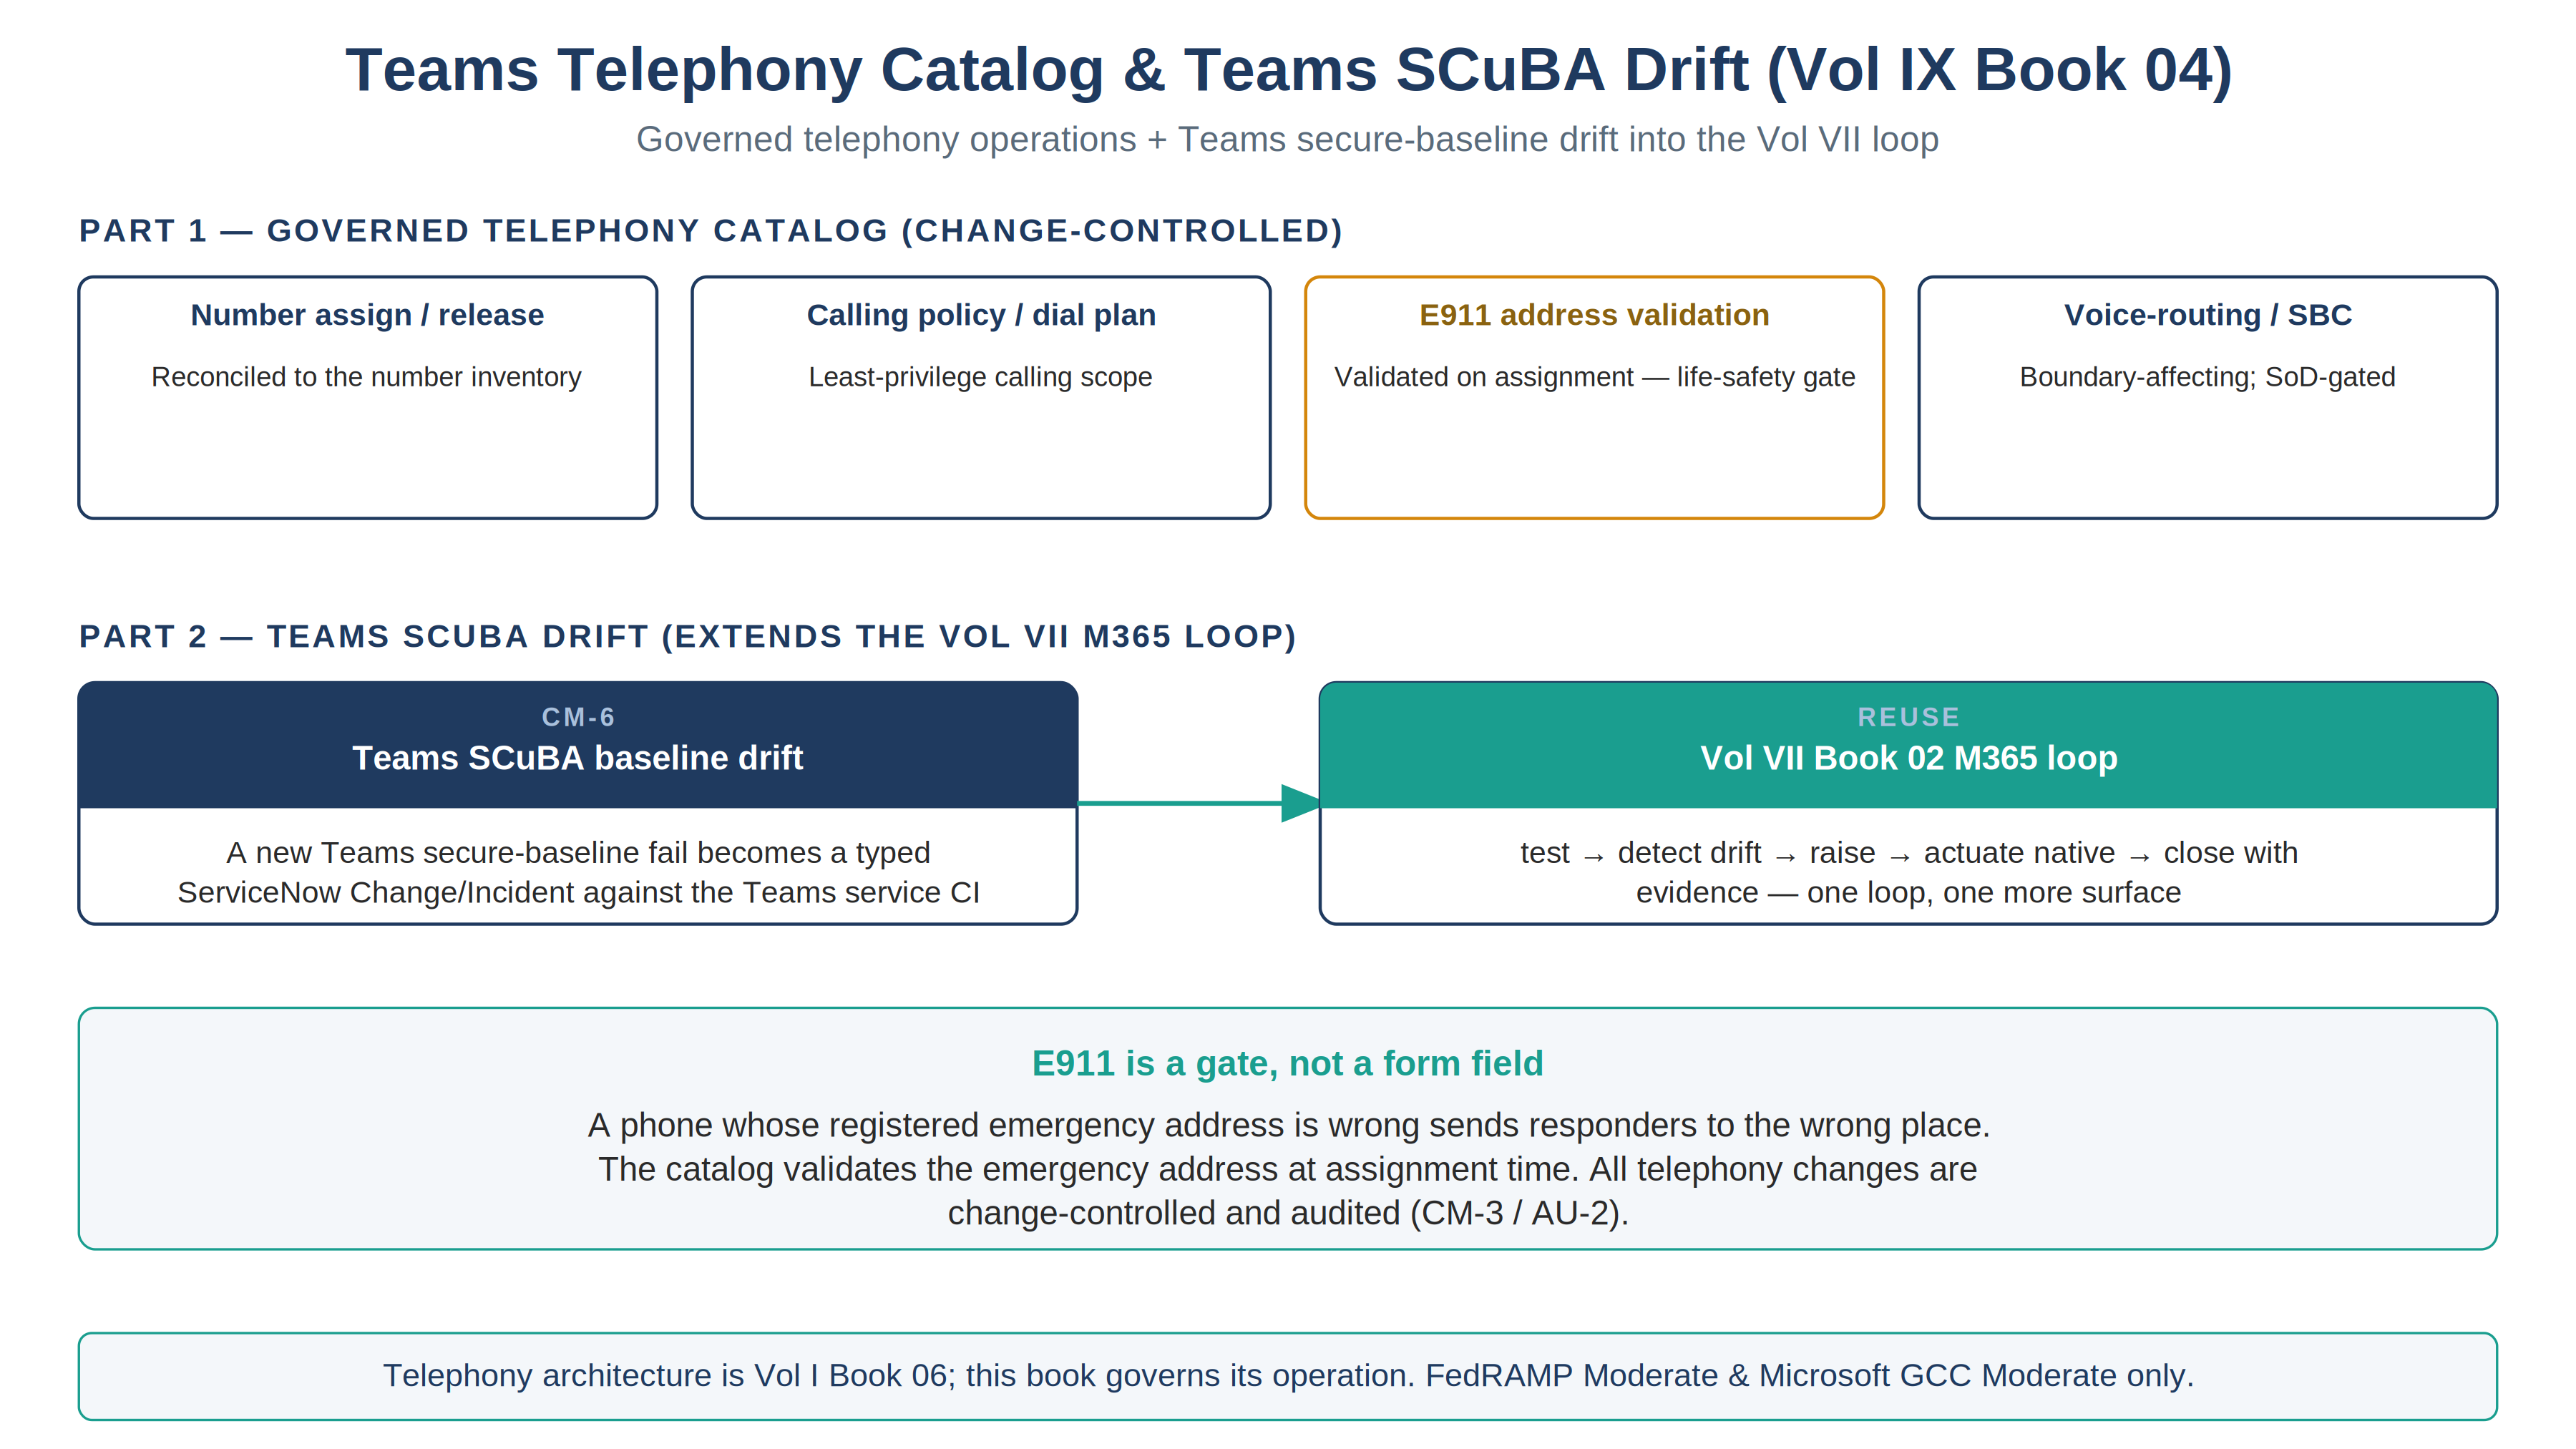 Teams Telephony Catalog & Teams SCuBA Drift (Vol IX Book 04)
Governed telephony operations + Teams secure-baseline drift into the Vol VII loop
PART 1 — GOVERNED TELEPHONY CATALOG (CHANGE-CONTROLLED)
Number assign / release
Reconciled to the number inventory
Calling policy / dial plan
Least-privilege calling scope
E911 address validation
Validated on assignment — life-safety gate
Voice-routing / SBC
Boundary-affecting; SoD-gated
PART 2 — TEAMS SCUBA DRIFT (EXTENDS THE VOL VII M365 LOOP)
CM-6
Teams SCuBA baseline drift
A new Teams secure-baseline fail becomes a typed
ServiceNow Change/Incident against the Teams service CI
REUSE
Vol VII Book 02 M365 loop
test → detect drift → raise → actuate native → close with
evidence — one loop, one more surface
E911 is a gate, not a form field
A phone whose registered emergency address is wrong sends responders to the wrong place.
The catalog validates the emergency address at assignment time. All telephony changes are
change-controlled and audited (CM-3 / AU-2).
Telephony architecture is Vol I Book 06; this book governs its operation. FedRAMP Moderate & Microsoft GCC Moderate only.